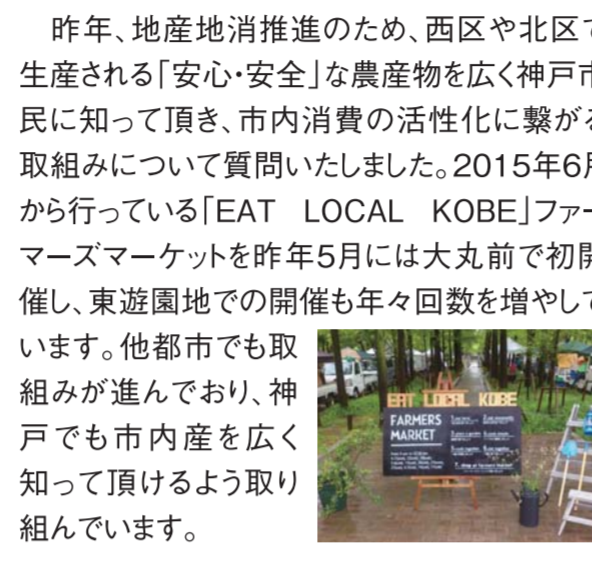 昨年、地産地消推進のため、西区や北区で
生産される「安心・安全」な農産物を広く神戸市
民に知って頂き、市内消費の活性化に繋がる
取組みについて質問いたしました。2015年6月
から行っている「EAT LOCAL KOBE」ファー
マーズマーケットを昨年5月には大丸前で初開
催し、東遊園地での開催も年々回数を増やして
います。他都市でも取
組みが進んでおり、神
戸でも市内産を広く
知って頂けるよう取り
組んでいます。
EAT LOCAL KOBE
FARMERS
MARKET